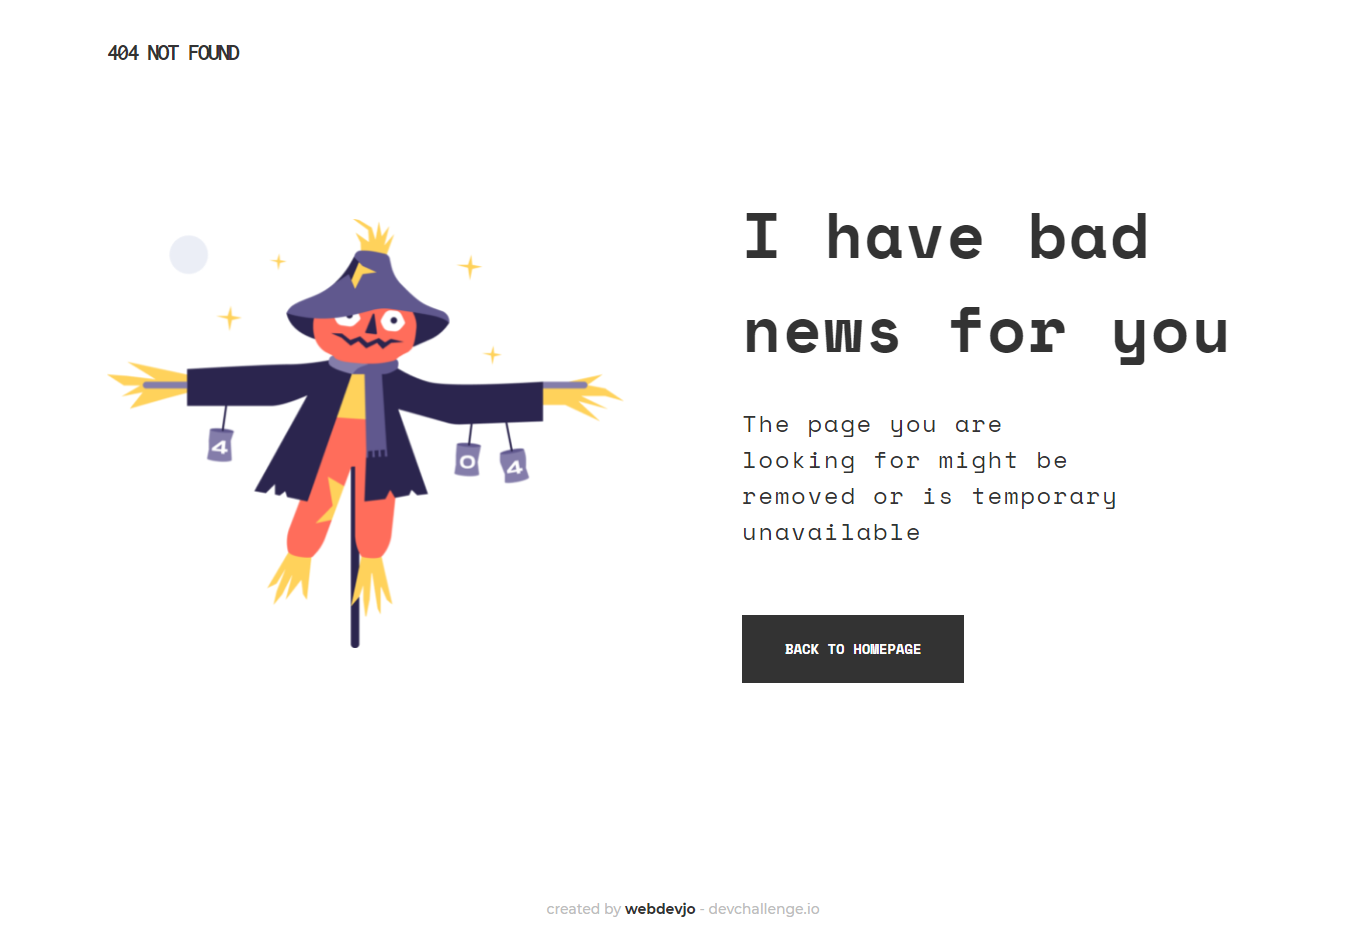 404 NOT FOUND
I have bad
news for you
The page you are
looking for might be
removed or is temporary
unavailable
BACK TO HOMEPAGE
4
0
4
created by webdevjo - devchallenge.io